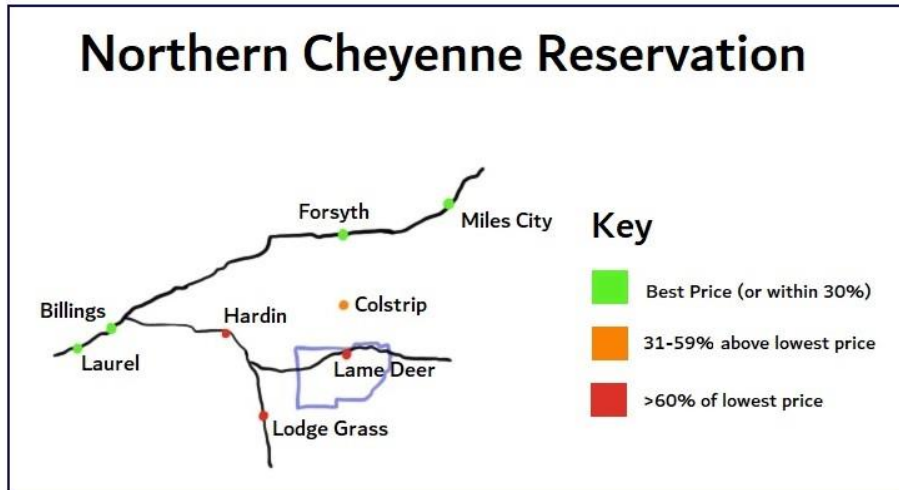 Northern Cheyenne Reservation
Forsyth
Miles City
Key
Best Price (or within 30%)
Billings
Hardin
Colstrip
31-59% above lowest price
Laurel
Lame Deer
>60% of lowest price
Lodge Grass